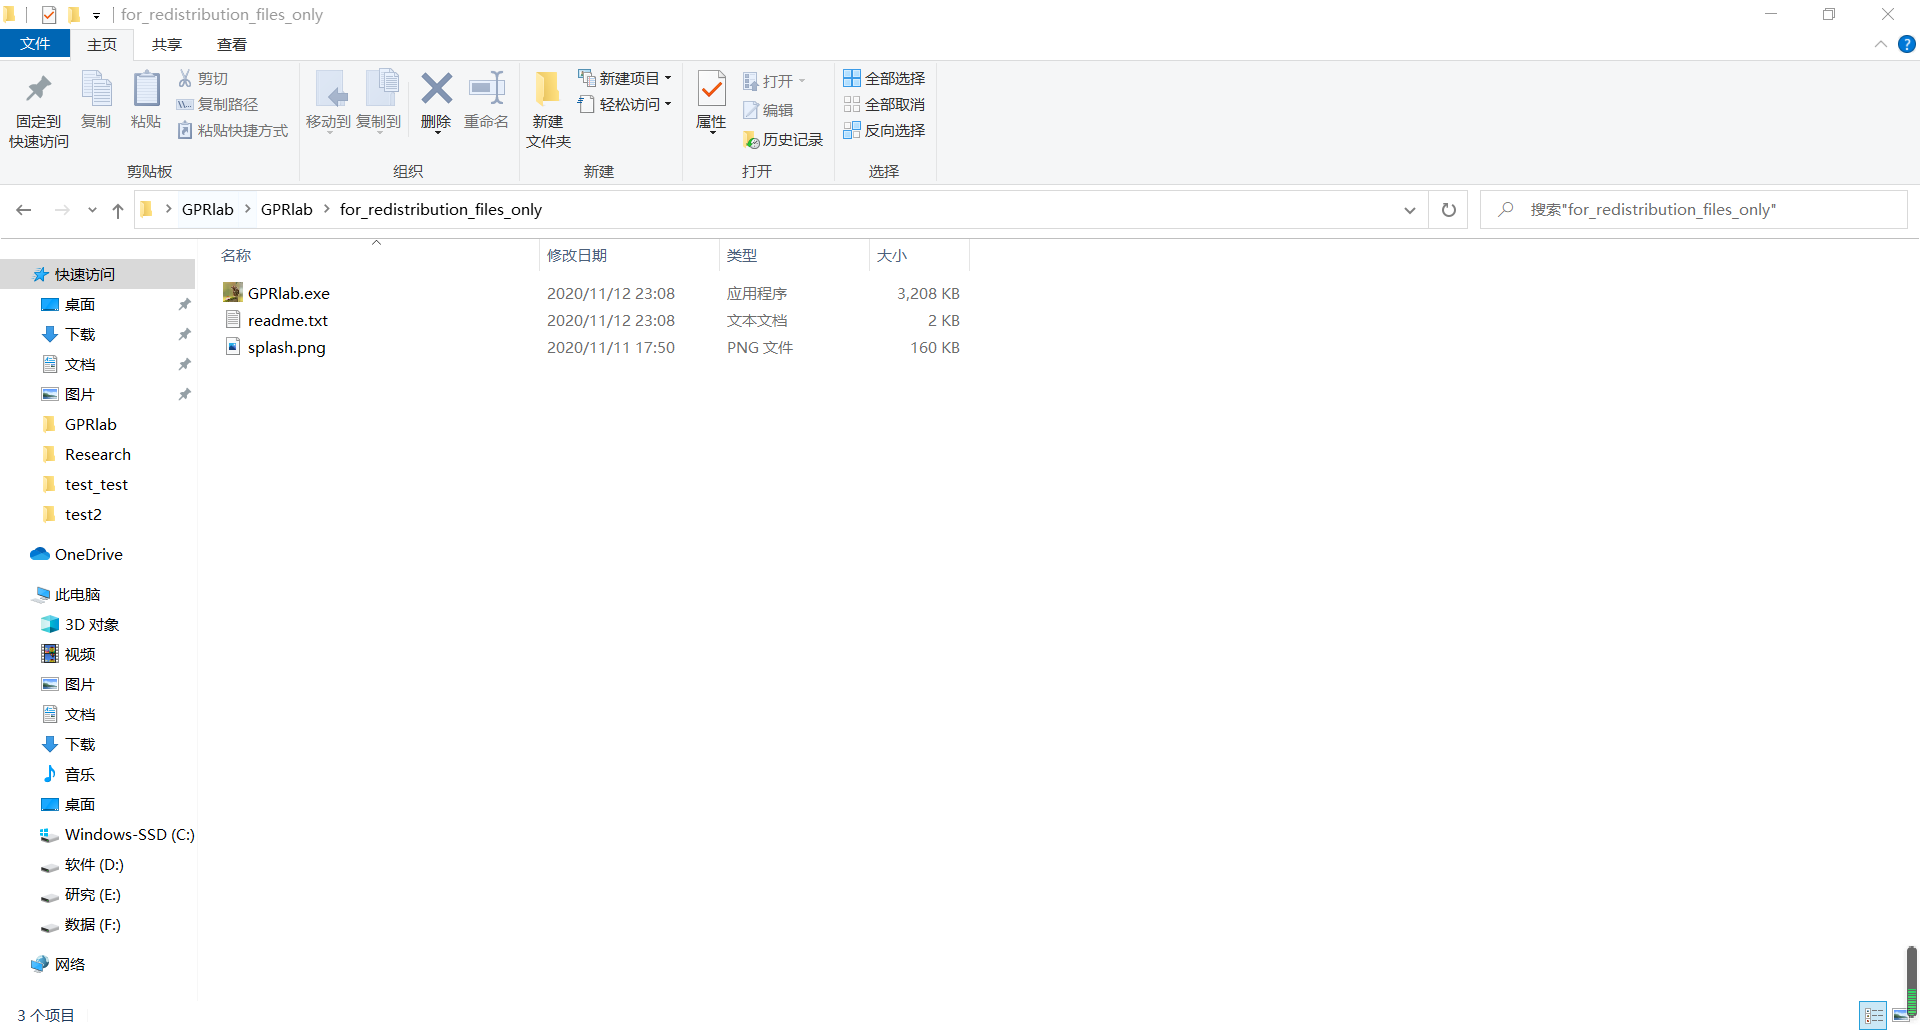 for_redistribution_files_only
文件 主页 共享 查看
固定到
快速访问
复制
粘贴
剪切
复制路径
粘贴快捷方式
剪贴板
移动到
复制到
删除
重命名
组织
新建
文件夹
新建项目
轻松访问
新建
属性
打开
编辑
历史记录
打开
全部选择
全部取消
反向选择
选择
GPRlab GPRlab for_redistribution_files_only
搜索"for_redistribution_files_only"
名称 修改日期 类型 大小
GPRlab.exe 2020/11/12 23:08 应用程序 3,208 KB
readme.txt 2020/11/12 23:08 文本文档 2 KB
splash.png 2020/11/11 17:50 PNG 文件 160 KB
快速访问
桌面
下载
文档
图片
GPRlab
Research
test_test
test2
OneDrive
此电脑
3D 对象
视频
图片
文档
下载
音乐
桌面
Windows-SSD (C:)
软件 (D:)
研究 (E:)
数据 (F:)
网络
3 个项目